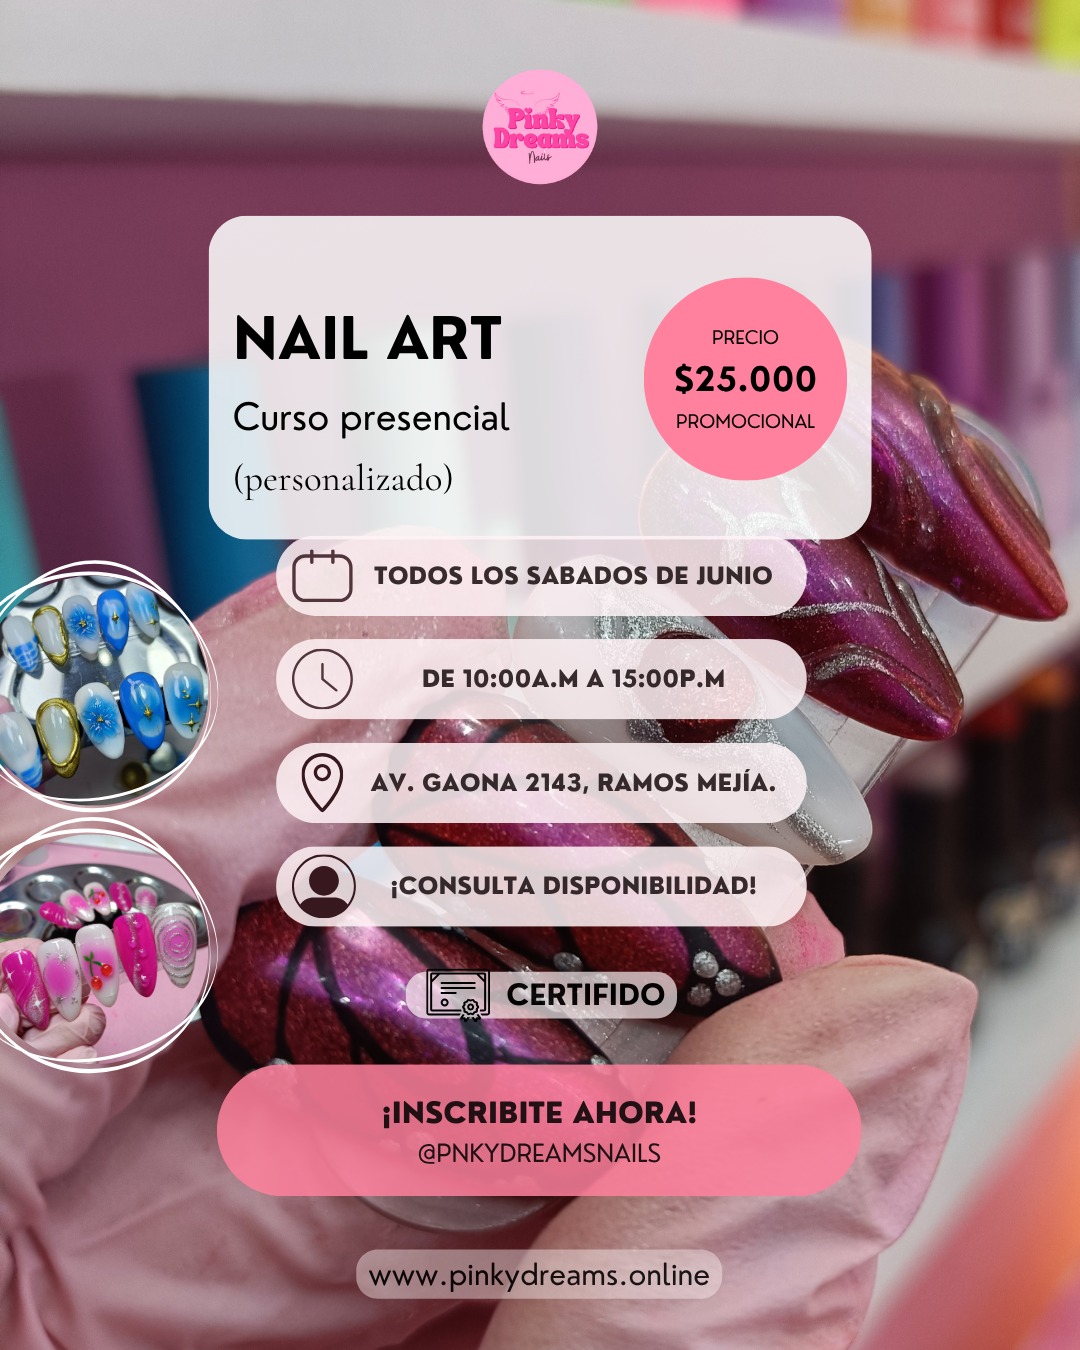 Pinky
Dreams
Nails
NAIL ART
Curso presencial
(personalizado)
PRECIO
$25.000
PROMOCIONAL
TODOS LOS SABADOS DE JUNIO
DE 10:00A.M A 15:00P.M
AV. GAONA 2143, RAMOS MEJÍA.
¡CONSULTA DISPONIBILIDAD!
CERTIFIDO
¡INSCRIBITE AHORA!
@PNKYDREAMSNAILS
www.pinkydreams.online